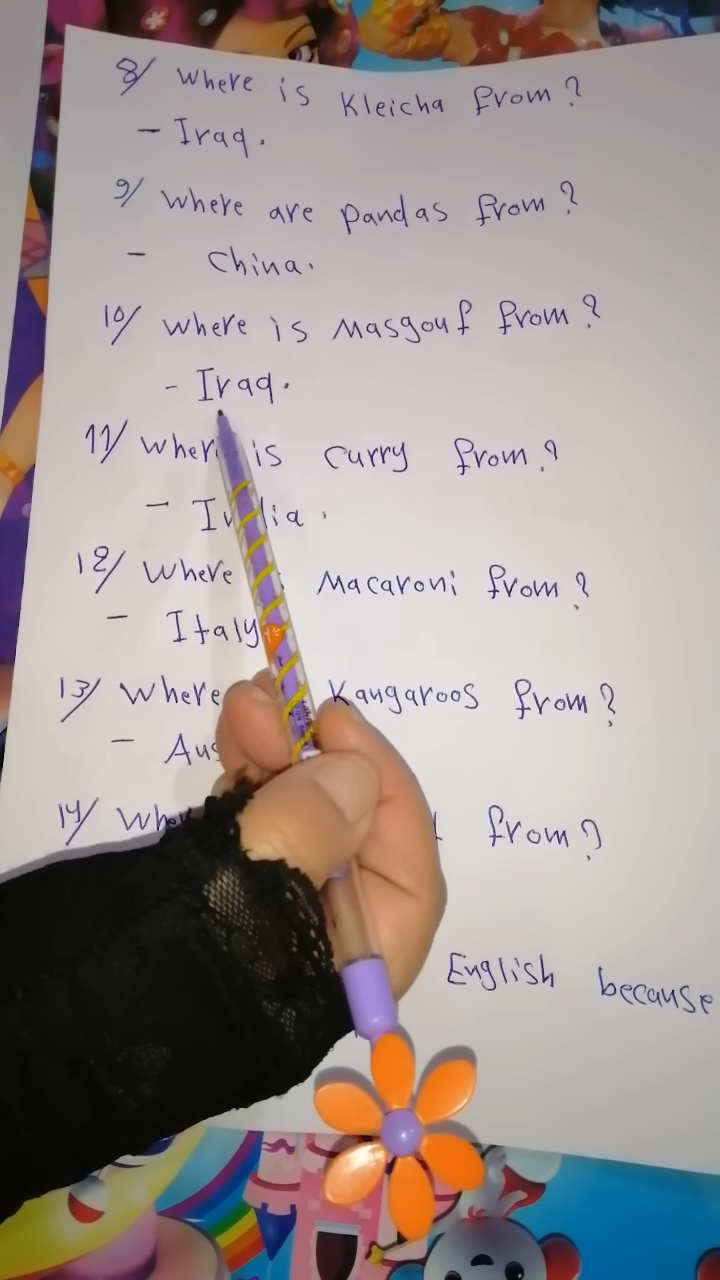 8/ Where is Kleicha from?
- Iraq.
9/ Where are pandas from?
- China.
10/ Where is Masgouf from?
- Iraq.
11/ Where is curry from?
- India.
12/ Where Macaroni from?
- Italy
13/ Where Kangaroos from?
14/ from?
English because